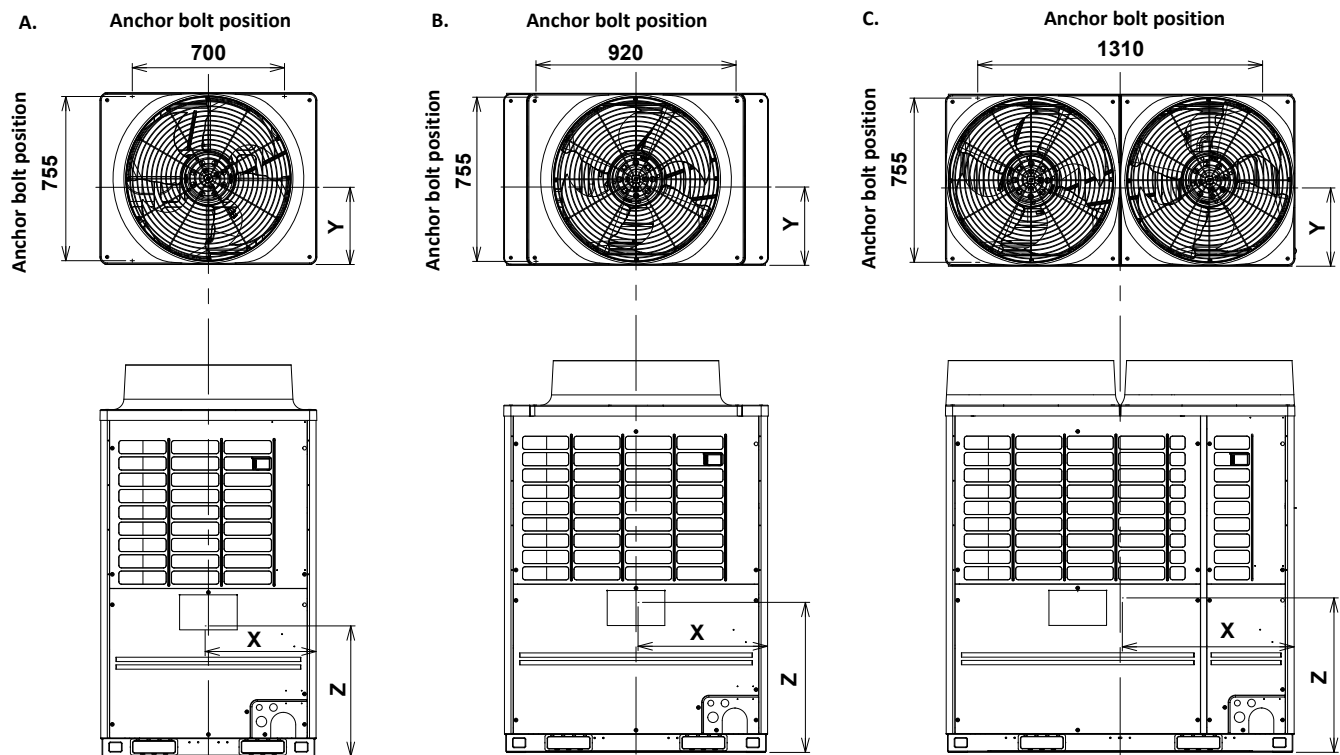 A.
Anchor bolt position
700
Anchor bolt position
755
Y
X
Z
B.
Anchor bolt position
920
Anchor bolt position
755
Y
X
Z
C.
Anchor bolt position
1310
Anchor bolt position
755
Y
X
Z